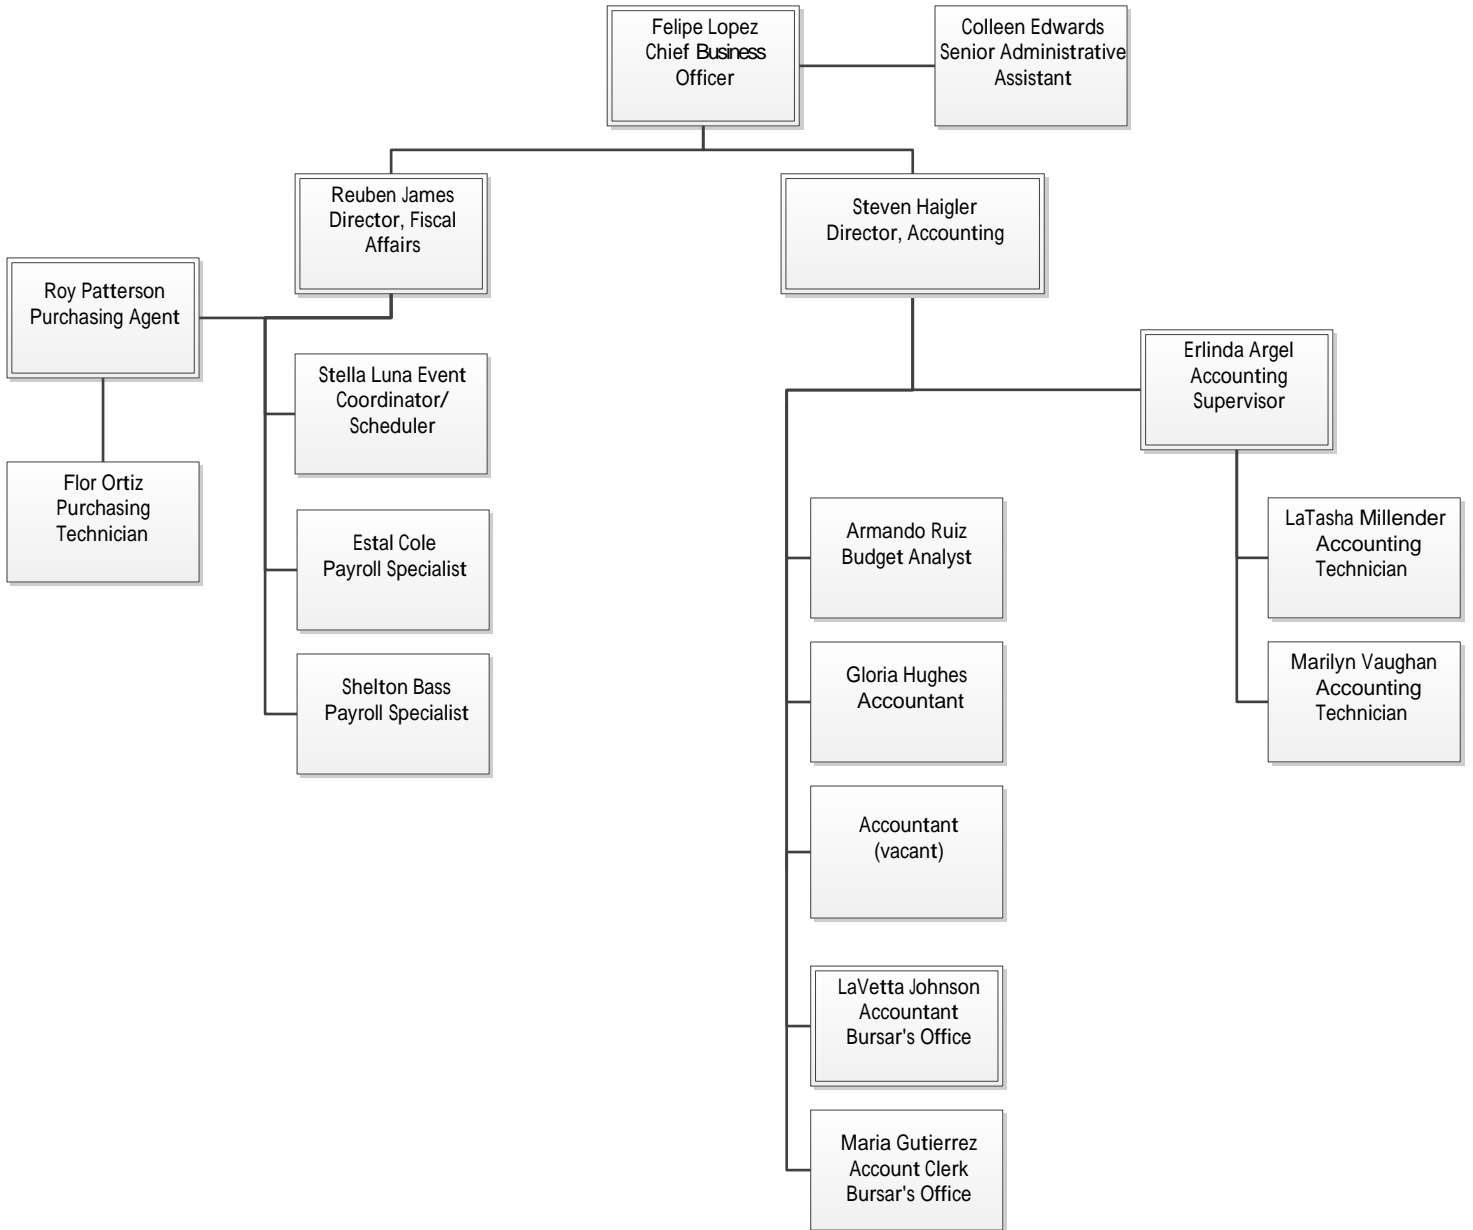 Felipe Lopez
Chief Business
Officer
Colleen Edwards
Senior Administrative
Assistant
Reuben James
Director, Fiscal
Affairs
Steven Haigler
Director, Accounting
Roy Patterson
Purchasing Agent
Flor Ortiz
Purchasing
Technician
Stella Luna Event
Coordinator/
Scheduler
Estal Cole
Payroll Specialist
Shelton Bass
Payroll Specialist
Erlinda Argel
Accounting
Supervisor
Armando Ruiz
Budget Analyst
Gloria Hughes
Accountant
Accountant
(vacant)
LaVetta Johnson
Accountant
Bursar's Office
Maria Gutierrez
Account Clerk
Bursar's Office
LaTasha Millender
Accounting
Technician
Marilyn Vaughan
Accounting
Technician